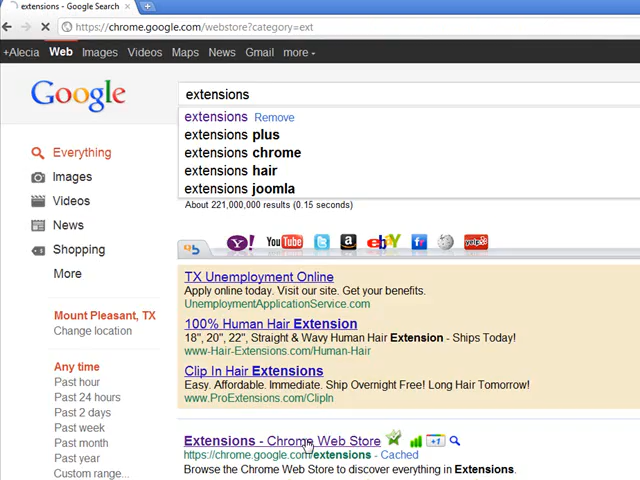 extensions - Google Search
https://chrome.google.com/webstore?category=ext
+Alecia Web Images Videos Maps News Gmail more
Google
extensions
extensions Remove
extensions plus
extensions chrome
extensions hair
extensions joomla
About 221,000,000 results (0.15 seconds)
Everything
Images
Videos
News
Shopping
More
Y! YouTube t a ebay f W yelp
TX Unemployment Online
Apply online today. Visit our site. Get your benefits.
UnemploymentApplicationService.com
100% Human Hair Extension
18", 20", 22", Straight & Wavy Human Hair Extension - Ships Today!
www-Hair-Extensions.com/Human-Hair
Clip In Hair Extensions
Easy. Affordable. Immediate. Ship Overnight Free! Long Hair Tomorrow!
www.ProExtensions.com/ClipIn
Mount Pleasant, TX
Change location
Any time
Past hour
Past 24 hours
Past 2 days
Past week
Past month
Past year
Custom range...
Extensions - Chrome Web Store +1
https://chrome.google.com/extensions - Cached
Browse the Chrome Web Store to discover everything in Extensions.